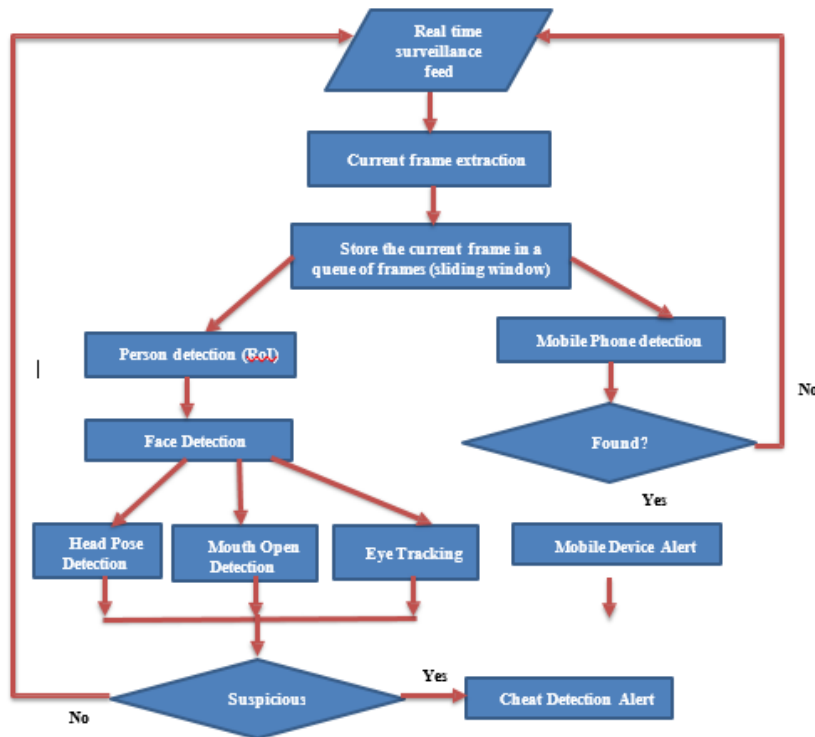 Real time
surveillance
feed
Current frame extraction
Store the current frame in a
queue of frames (sliding window)
Person detection (RoI)
Mobile Phone detection
No
Face Detection
Found?
Yes
Head Pose
Detection
Mouth Open
Detection
Eye Tracking
Mobile Device Alert
Suspicious
Yes
Cheat Detection Alert
No